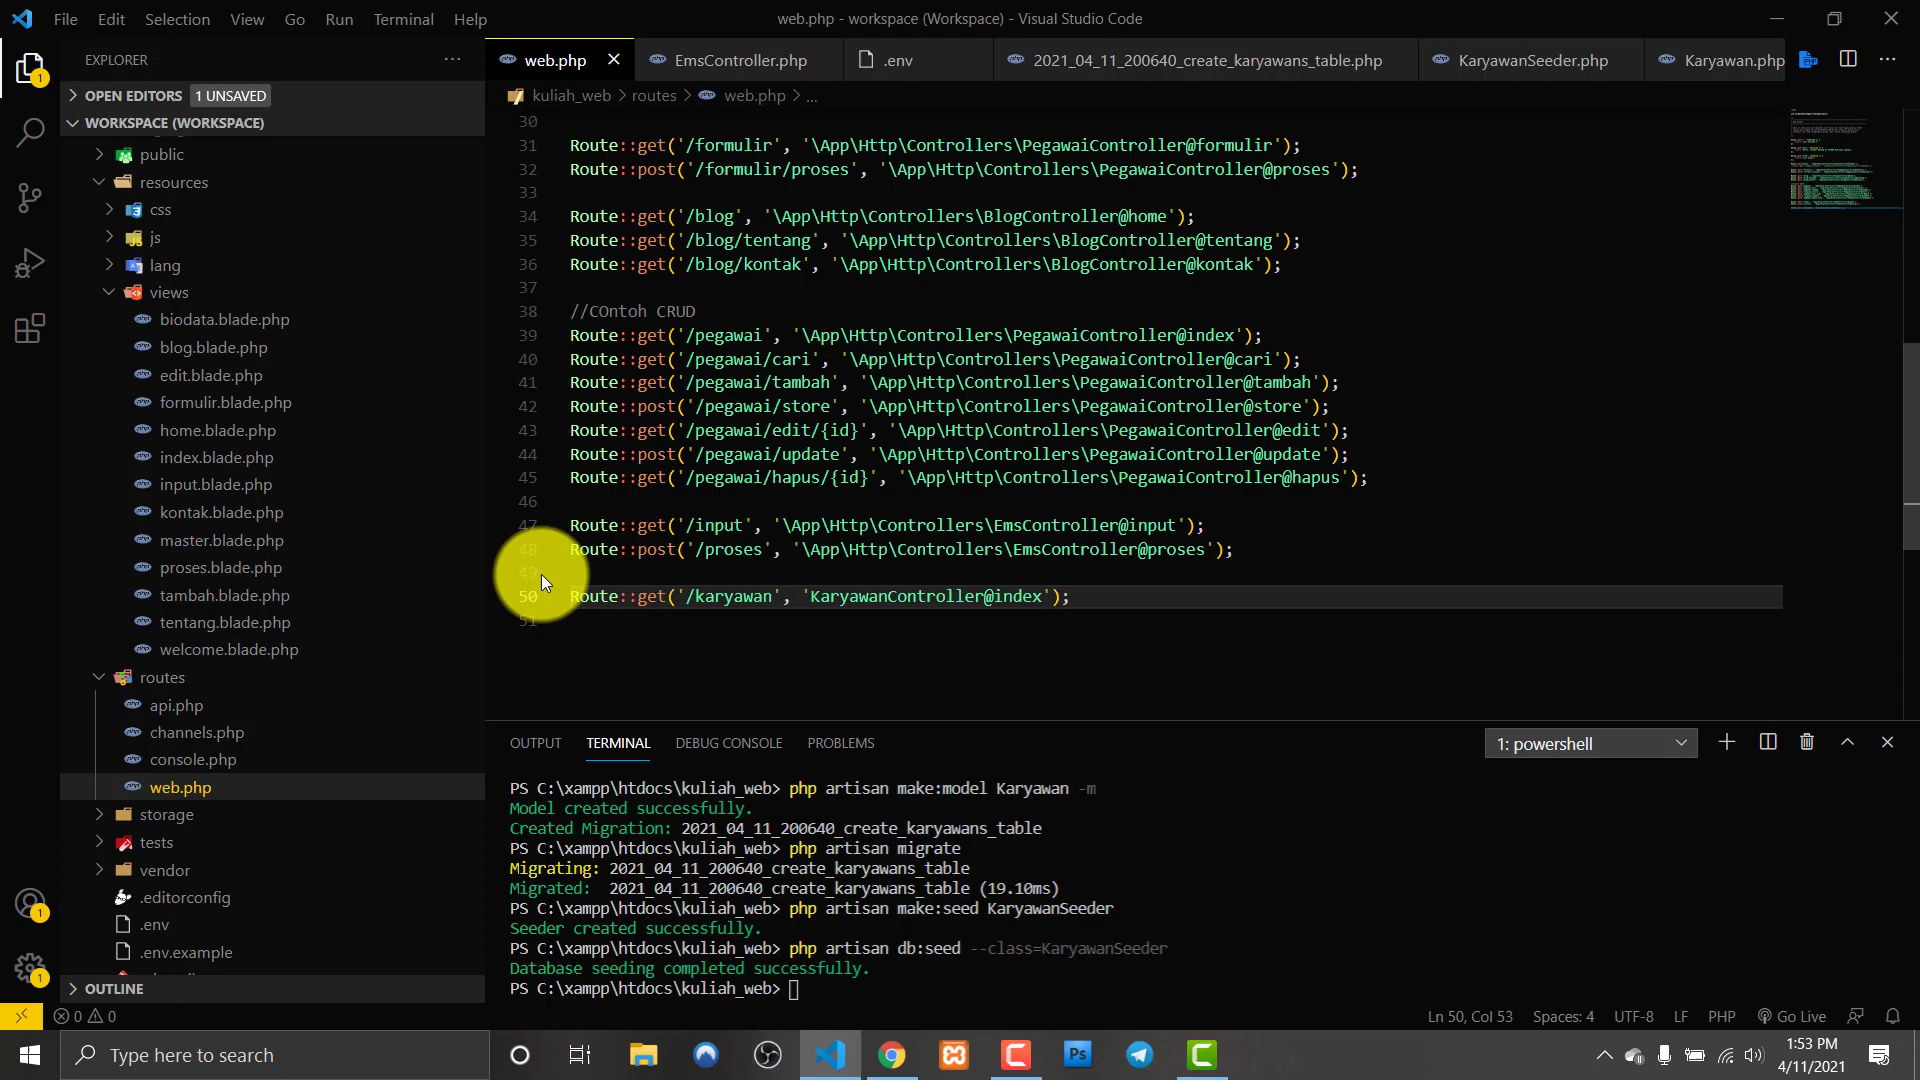 File Edit Selection View Go Run Terminal Help
web.php - workspace (Workspace) - Visual Studio Code
EXPLORER
web.php
EmsController.php
.env
2021_04_11_200640_create_karyawans_table.php
KaryawanSeeder.php
Karyawan.php
OPEN EDITORS 1 UNSAVED
WORKSPACE (WORKSPACE)
public
resources
css
js
lang
views
biodata.blade.php
blog.blade.php
edit.blade.php
formulir.blade.php
home.blade.php
index.blade.php
input.blade.php
kontak.blade.php
master.blade.php
proses.blade.php
tambah.blade.php
tentang.blade.php
welcome.blade.php
routes
api.php
channels.php
console.php
web.php
storage
tests
vendor
.editorconfig
.env
.env.example
OUTLINE
kuliah_web > routes > web.php > ...
30
31 Route::get('/formulir', '\App\Http\Controllers\PegawaiController@formulir');
32 Route::post('/formulir/proses', '\App\Http\Controllers\PegawaiController@proses');
33
34 Route::get('/blog', '\App\Http\Controllers\BlogController@home');
35 Route::get('/blog/tentang', '\App\Http\Controllers\BlogController@tentang');
36 Route::get('/blog/kontak', '\App\Http\Controllers\BlogController@kontak');
37
38 //COntoh CRUD
39 Route::get('/pegawai', '\App\Http\Controllers\PegawaiController@index');
40 Route::get('/pegawai/cari', '\App\Http\Controllers\PegawaiController@cari');
41 Route::get('/pegawai/tambah', '\App\Http\Controllers\PegawaiController@tambah');
42 Route::post('/pegawai/store', '\App\Http\Controllers\PegawaiController@store');
43 Route::get('/pegawai/edit/{id}', '\App\Http\Controllers\PegawaiController@edit');
44 Route::post('/pegawai/update', '\App\Http\Controllers\PegawaiController@update');
45 Route::get('/pegawai/hapus/{id}', '\App\Http\Controllers\PegawaiController@hapus');
46
47 Route::get('/input', '\App\Http\Controllers\EmsController@input');
48 Route::post('/proses', '\App\Http\Controllers\EmsController@proses');
49
50 Route::get('/karyawan', 'KaryawanController@index');
51
OUTPUT TERMINAL DEBUG CONSOLE PROBLEMS
1: powershell
PS C:\xampp\htdocs\kuliah_web> php artisan make:model Karyawan -m
Model created successfully.
Created Migration: 2021_04_11_200640_create_karyawans_table
PS C:\xampp\htdocs\kuliah_web> php artisan migrate
Migrating: 2021_04_11_200640_create_karyawans_table
Migrated: 2021_04_11_200640_create_karyawans_table (19.10ms)
PS C:\xampp\htdocs\kuliah_web> php artisan make:seed KaryawanSeeder
Seeder created successfully.
PS C:\xampp\htdocs\kuliah_web> php artisan db:seed --class=KaryawanSeeder
Database seeding completed successfully.
PS C:\xampp\htdocs\kuliah_web>
0 0
Ln 50, Col 53 Spaces: 4 UTF-8 LF PHP Go Live
Type here to search
1:53 PM
4/11/2021